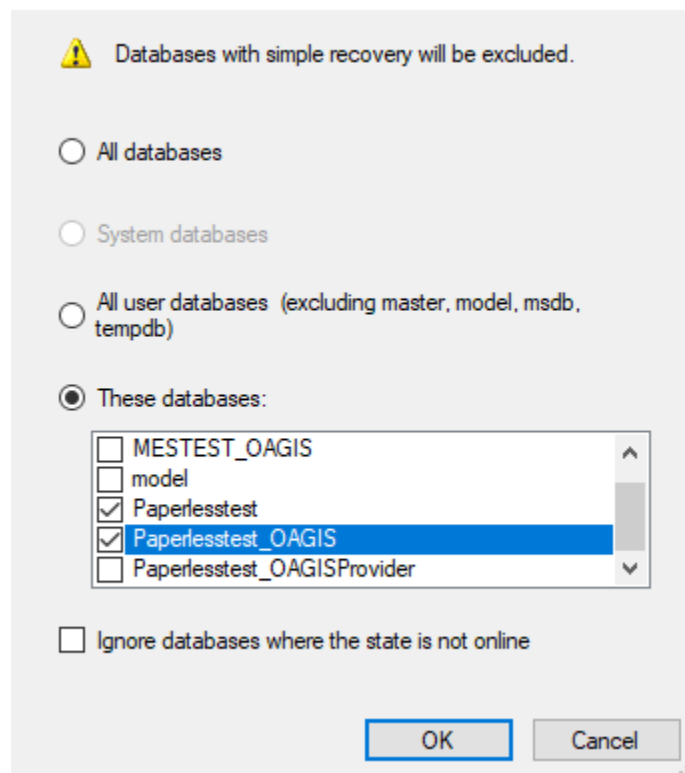 Databases with simple recovery will be excluded.
All databases
System databases
All user databases (excluding master, model, msdb,
tempdb)
These databases:
MESTEST_OAGIS
model
Paperlesstest
Paperlesstest_OAGIS
Paperlesstest_OAGISProvider
Ignore databases where the state is not online
OK
Cancel